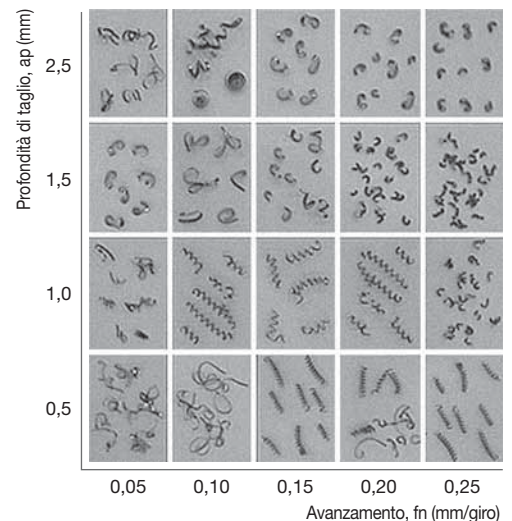 Profondità di taglio, ap (mm)
2,5
1,5
1,0
0,5
0,05 0,10 0,15 0,20 0,25
Avanzamento, fn (mm/giro)